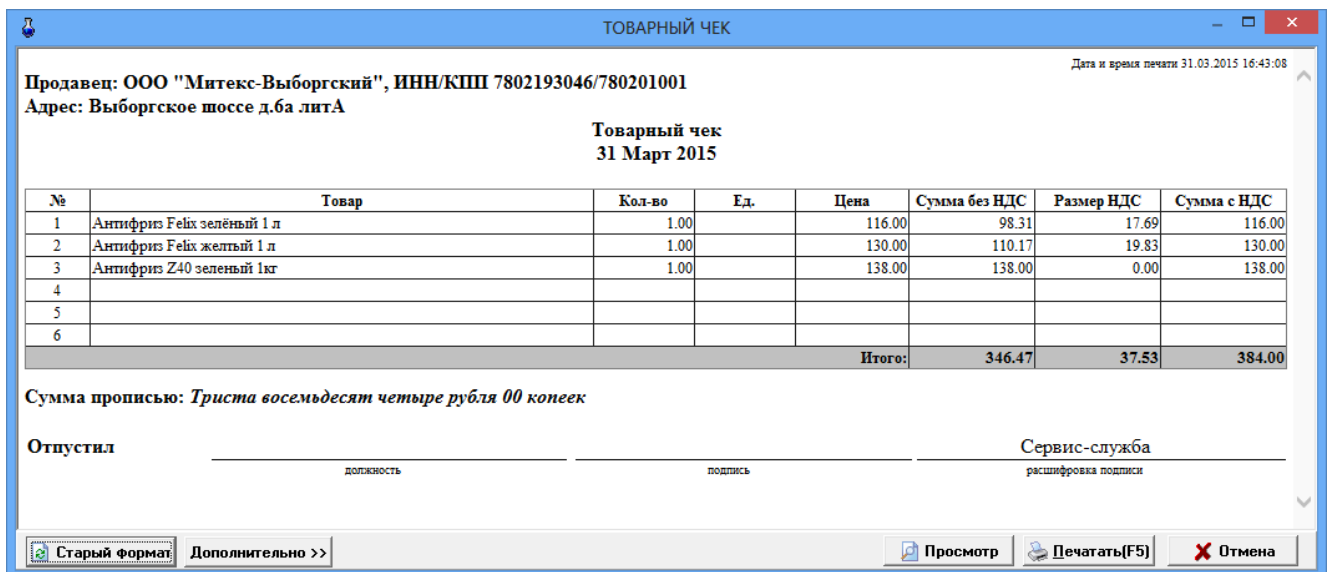 ТОВАРНЫЙ ЧЕК
Дата и время печати 31.03.2015 16:43:08
Продавец: ООО "Митекс-Выборгский", ИНН/КПП 7802193046/780201001
Адрес: Выборгское шоссе д.6а литА
Товарный чек
31 Март 2015
№ Товар Кол-во Ед. Цена Сумма без НДС Размер НДС Сумма с НДС
1 Антифриз Felix зелёный 1 л 1.00 116.00 98.31 17.69 116.00
2 Антифриз Felix желтый 1 л 1.00 130.00 110.17 19.83 130.00
3 Антифриз Z40 зеленый 1кг 1.00 138.00 138.00 0.00 138.00
4
5
6
Итого: 346.47 37.53 384.00
Сумма прописью: Триста восемьдесят четыре рубля 00 копеек
Отпустил Сервис-служба
должность подпись расшифровка подписи
Старый формат Дополнительно >> Просмотр Печатать(F5) Отмена